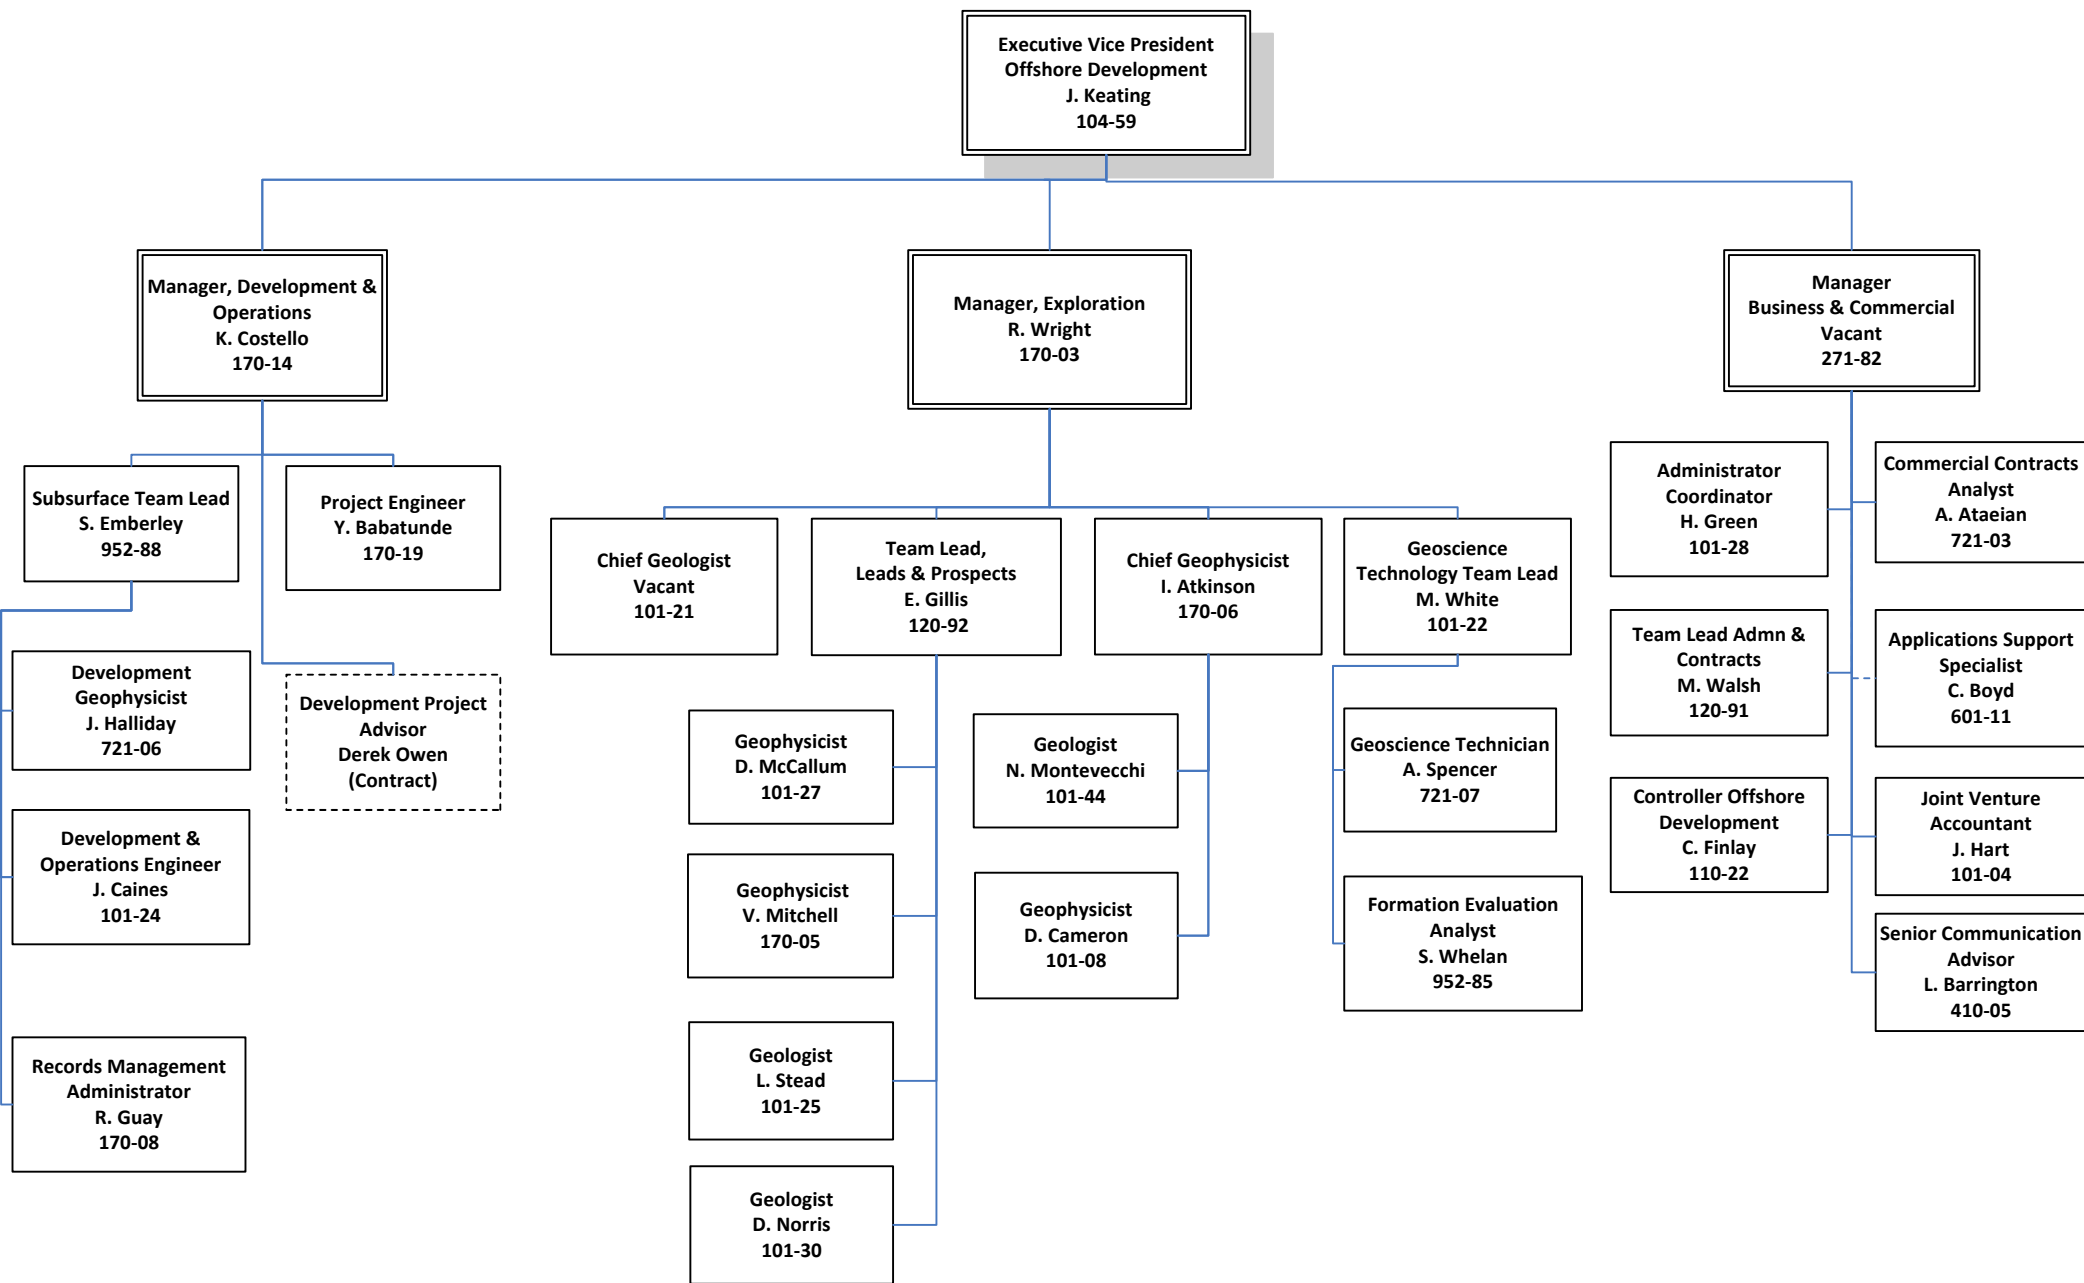 Executive Vice President
Offshore Development
J. Keating
104-59
Manager, Development &
Operations
K. Costello
170-14
Manager, Exploration
R. Wright
170-03
Manager
Business & Commercial
Vacant
271-82
Subsurface Team Lead
S. Emberley
952-88
Project Engineer
Y. Babatunde
170-19
Development
Geophysicist
J. Halliday
721-06
Development Project
Advisor
Derek Owen
(Contract)
Development &
Operations Engineer
J. Caines
101-24
Records Management
Administrator
R. Guay
170-08
Chief Geologist
Vacant
101-21
Team Lead,
Leads & Prospects
E. Gillis
120-92
Chief Geophysicist
I. Atkinson
170-06
Geoscience
Technology Team Lead
M. White
101-22
Geophysicist
D. McCallum
101-27
Geophysicist
V. Mitchell
170-05
Geologist
L. Stead
101-25
Geologist
D. Norris
101-30
Geologist
N. Montevecchi
101-44
Geophysicist
D. Cameron
101-08
Geoscience Technician
A. Spencer
721-07
Formation Evaluation
Analyst
S. Whelan
952-85
Administrator
Coordinator
H. Green
101-28
Commercial Contracts
Analyst
A. Ataeian
721-03
Team Lead Admn &
Contracts
M. Walsh
120-91
Applications Support
Specialist
C. Boyd
601-11
Controller Offshore
Development
C. Finlay
110-22
Joint Venture
Accountant
J. Hart
101-04
Senior Communication
Advisor
L. Barrington
410-05